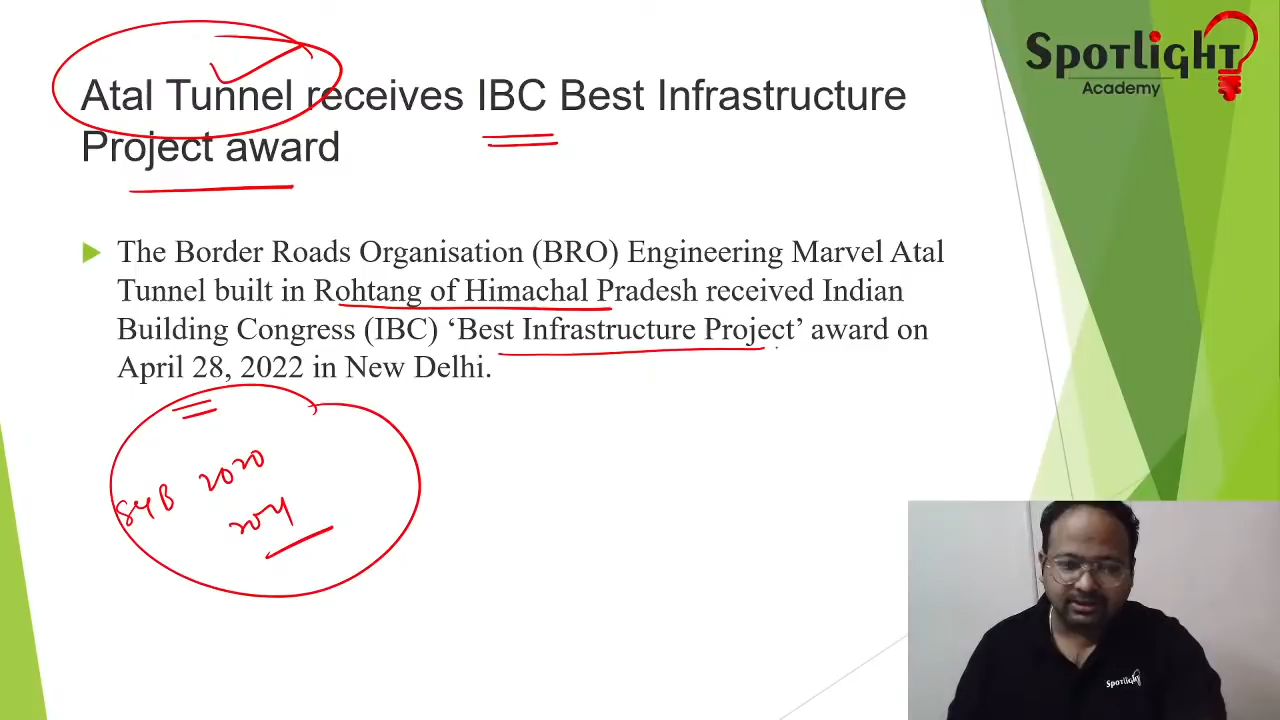 SPOTLIGHT
Academy
Atal Tunnel receives IBC Best Infrastructure
Project award
The Border Roads Organisation (BRO) Engineering Marvel Atal
Tunnel built in Rohtang of Himachal Pradesh received Indian
Building Congress (IBC) ‘Best Infrastructure Project’ award on
April 28, 2022 in New Delhi.
2020
SPOTLIGHT